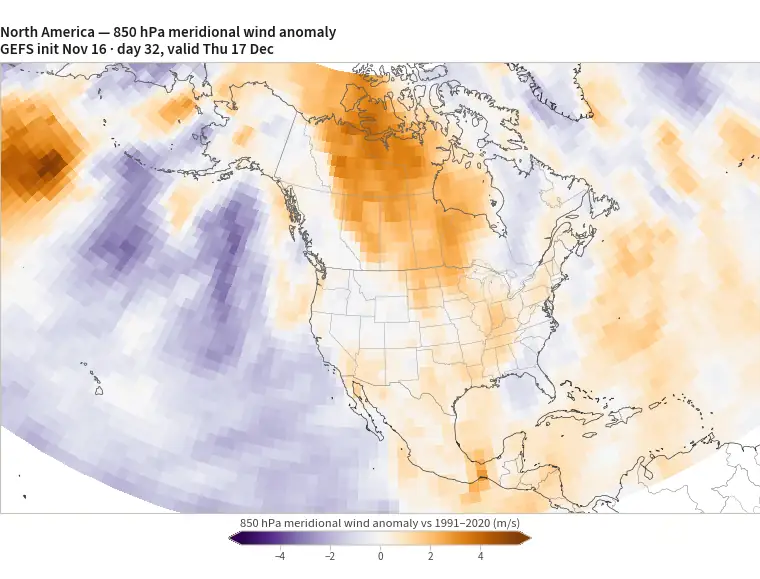 North America — 850 hPa meridional wind anomaly
GEFS init Nov 16 · day 32, valid Thu 17 Dec
850 hPa meridional wind anomaly vs 1991–2020 (m/s)
−4 −2 0 2 4